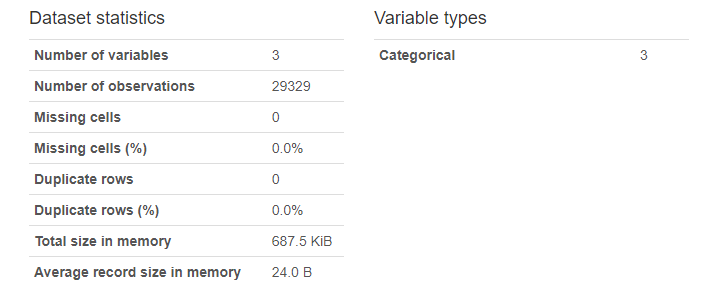 Dataset statistics
Number of variables 3
Number of observations 29329
Missing cells 0
Missing cells (%) 0.0%
Duplicate rows 0
Duplicate rows (%) 0.0%
Total size in memory 687.5 KiB
Average record size in memory 24.0 B
Variable types
Categorical 3